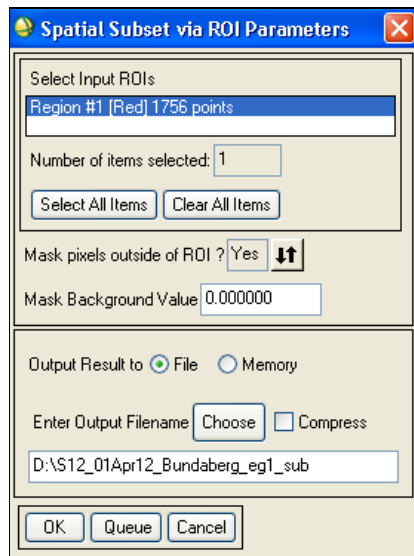 Spatial Subset via ROI Parameters
Select Input ROIs
Region #1 [Red] 1756 points
Number of items selected: 1
Select All Items Clear All Items
Mask pixels outside of ROI ? Yes
Mask Background Value 0.000000
Output Result to File Memory
Enter Output Filename Choose Compress
D:\S12_01Apr12_Bundaberg_eg1_sub
OK Queue Cancel